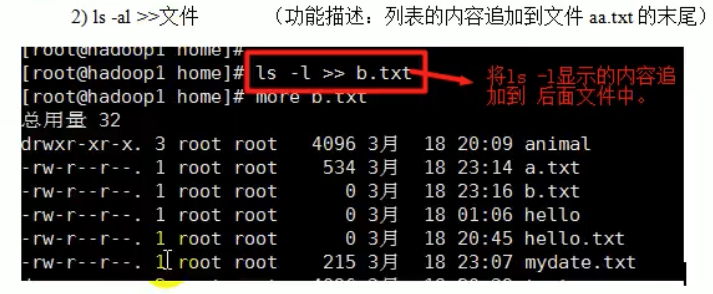 2) ls -al >>文件 （功能描述：列表的内容追加到文件 aa.txt 的末尾）
[root@hadoop1 home]#
[root@hadoop1 home]# ls -l >> b.txt
将ls -l显示的内容追
加到 后面文件中。
[root@hadoop1 home]# more b.txt
总用量 32
drwxr-xr-x. 3 root root 4096 3月 18 20:09 animal
-rw-r--r--. 1 root root 534 3月 18 23:14 a.txt
-rw-r--r--. 1 root root 0 3月 18 23:16 b.txt
-rw-r--r--. 1 root root 0 3月 18 01:06 hello
-rw-r--r--. 1 root root 0 3月 18 20:45 hello.txt
-rw-r--r--. 1 root root 215 3月 18 23:07 mydate.txt